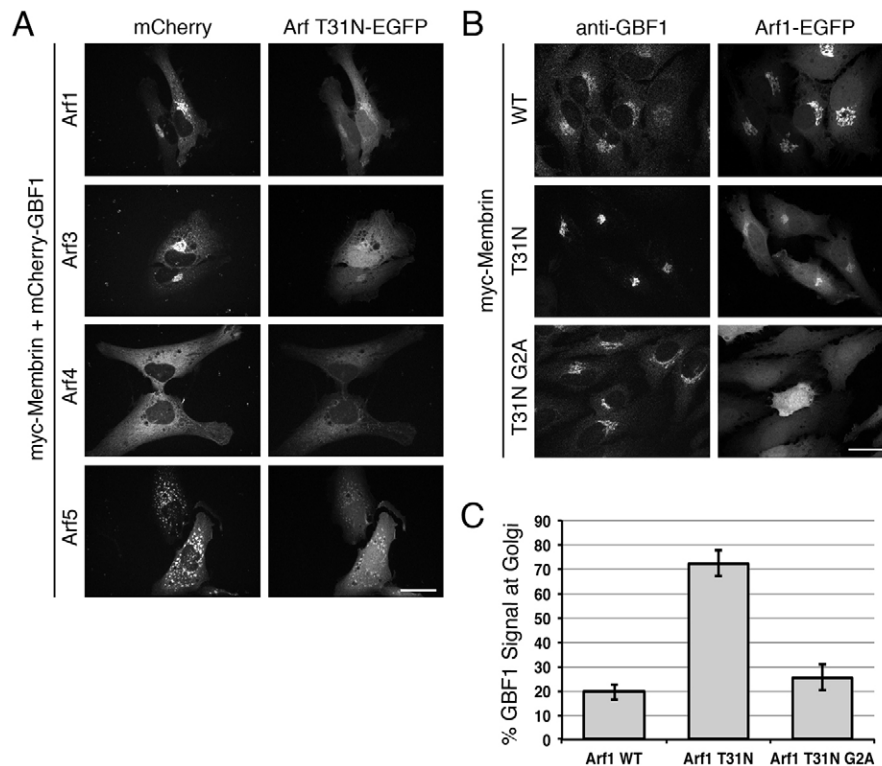 A
mCherry
Arf T31N-EGFP
myc-Membrin + mCherry-GBF1
Arf1
Arf3
Arf4
Arf5
B
anti-GBF1
Arf1-EGFP
myc-Membrin
WT
T31N
T31N G2A
C
% GBF1 Signal at Golgi
90
80
70
60
50
40
30
20
10
0
Arf1 WT
Arf1 T31N
Arf1 T31N G2A